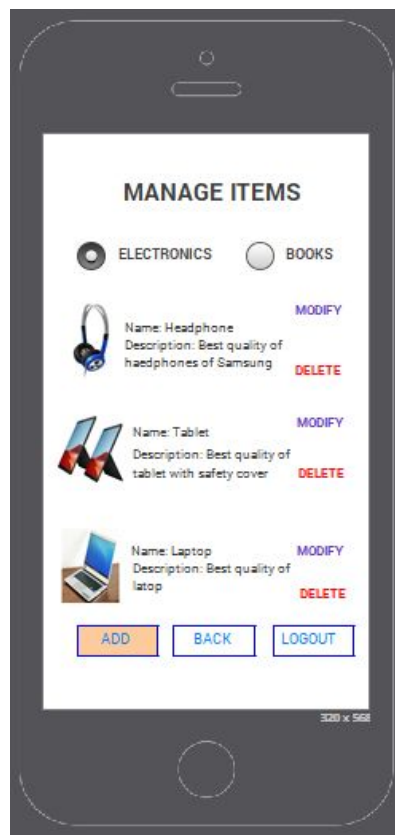 MANAGE ITEMS
ELECTRONICS BOOKS
MODIFY
Name: Headphone
Description: Best quality of
haedphones of Samsung
DELETE
MODIFY
Name: Tablet
Description: Best quality of
tablet with safety cover
DELETE
Name: Laptop MODIFY
Description: Best quality of
latop
DELETE
ADD BACK LOGOUT
320 x 568